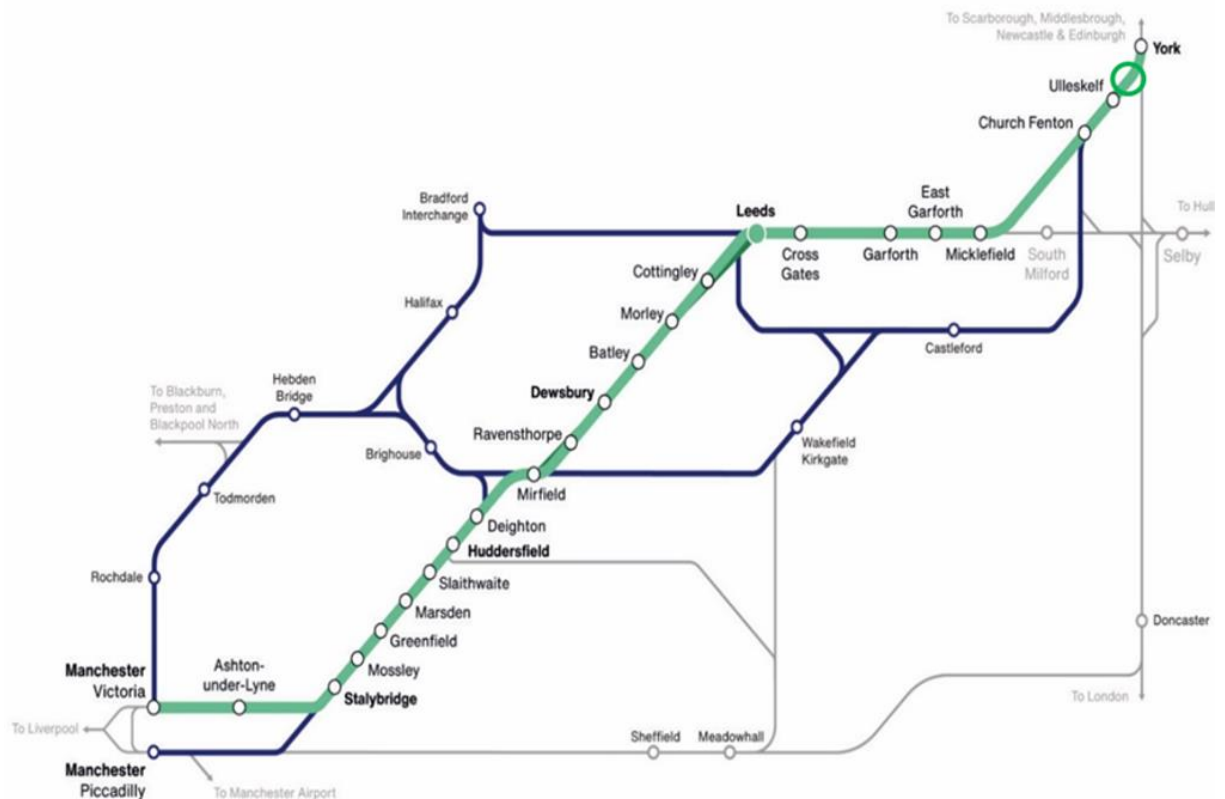 To Scarborough, Middlesbrough,
Newcastle & Edinburgh
York
Ulleskelf
Church Fenton
Bradford
Interchange
Leeds
East
Garforth
To Hull
Cross
Gates
Garforth
Micklefield
South
Milford
Selby
Cottingley
Halifax
Morley
Batley
Castleford
Hebden
Bridge
To Blackburn,
Preston and
Blackpool North
Dewsbury
Ravensthorpe
Brighouse
Wakefield
Kirkgate
Todmorden
Mirfield
Deighton
Huddersfield
Rochdale
Slaithwaite
Marsden
Doncaster
Greenfield
Manchester
Victoria
Ashton-
under-Lyne
Mossley
Stalybridge
To London
To Liverpool
Sheffield
Meadowhall
Manchester
Piccadilly
To Manchester Airport